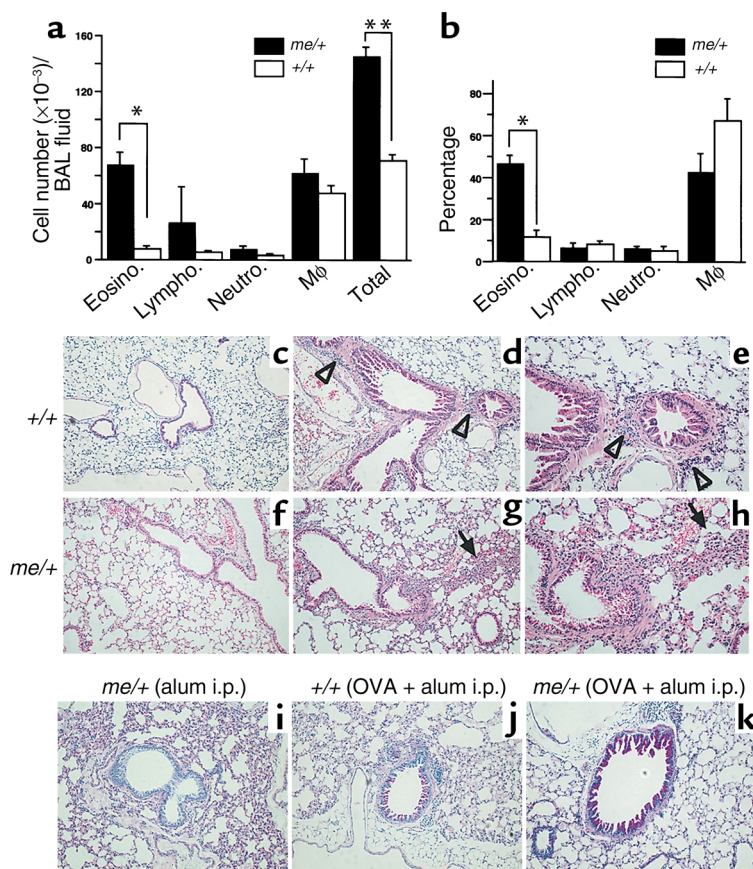 a
Cell number (×10⁻³)/
BAL fluid
160
120
80
40
0
*
**
me/+
+/+
Eosino.
Lympho.
Neutro.
Mϕ
Total
b
Percentage
80
60
40
20
0
*
me/+
+/+
Eosino.
Lympho.
Neutro.
Mϕ
+/+
c
d
e
me/+
f
g
h
me/+ (alum i.p.)
+/+ (OVA + alum i.p.)
me/+ (OVA + alum i.p.)
i
j
k